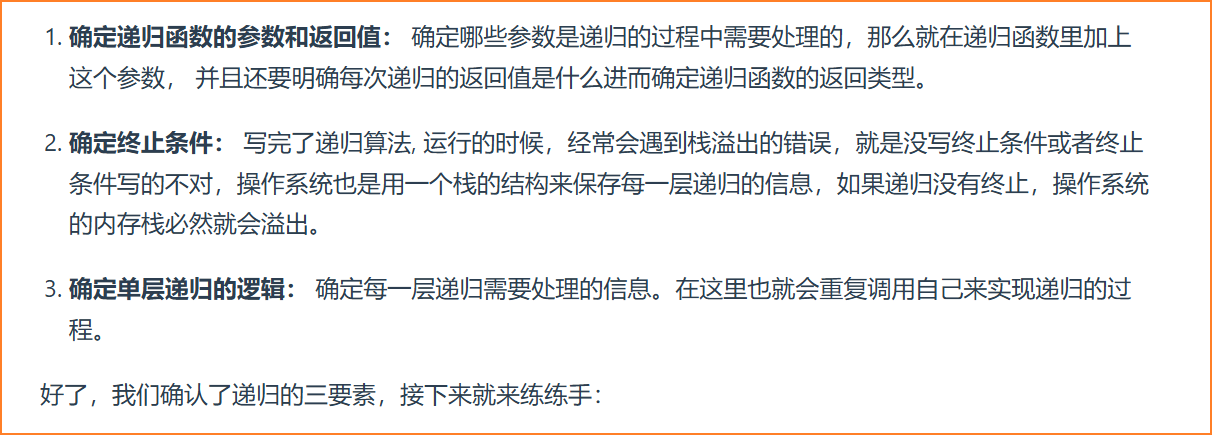 1. 确定递归函数的参数和返回值： 确定哪些参数是递归的过程中需要处理的，那么就在递归函数里加上
这个参数， 并且还要明确每次递归的返回值是什么进而确定递归函数的返回类型。
2. 确定终止条件： 写完了递归算法, 运行的时候，经常会遇到栈溢出的错误，就是没写终止条件或者终止
条件写的不对，操作系统也是用一个栈的结构来保存每一层递归的信息，如果递归没有终止，操作系统
的内存栈必然就会溢出。
3. 确定单层递归的逻辑： 确定每一层递归需要处理的信息。在这里也就会重复调用自己来实现递归的过
程。
好了，我们确认了递归的三要素，接下来就来练练手：